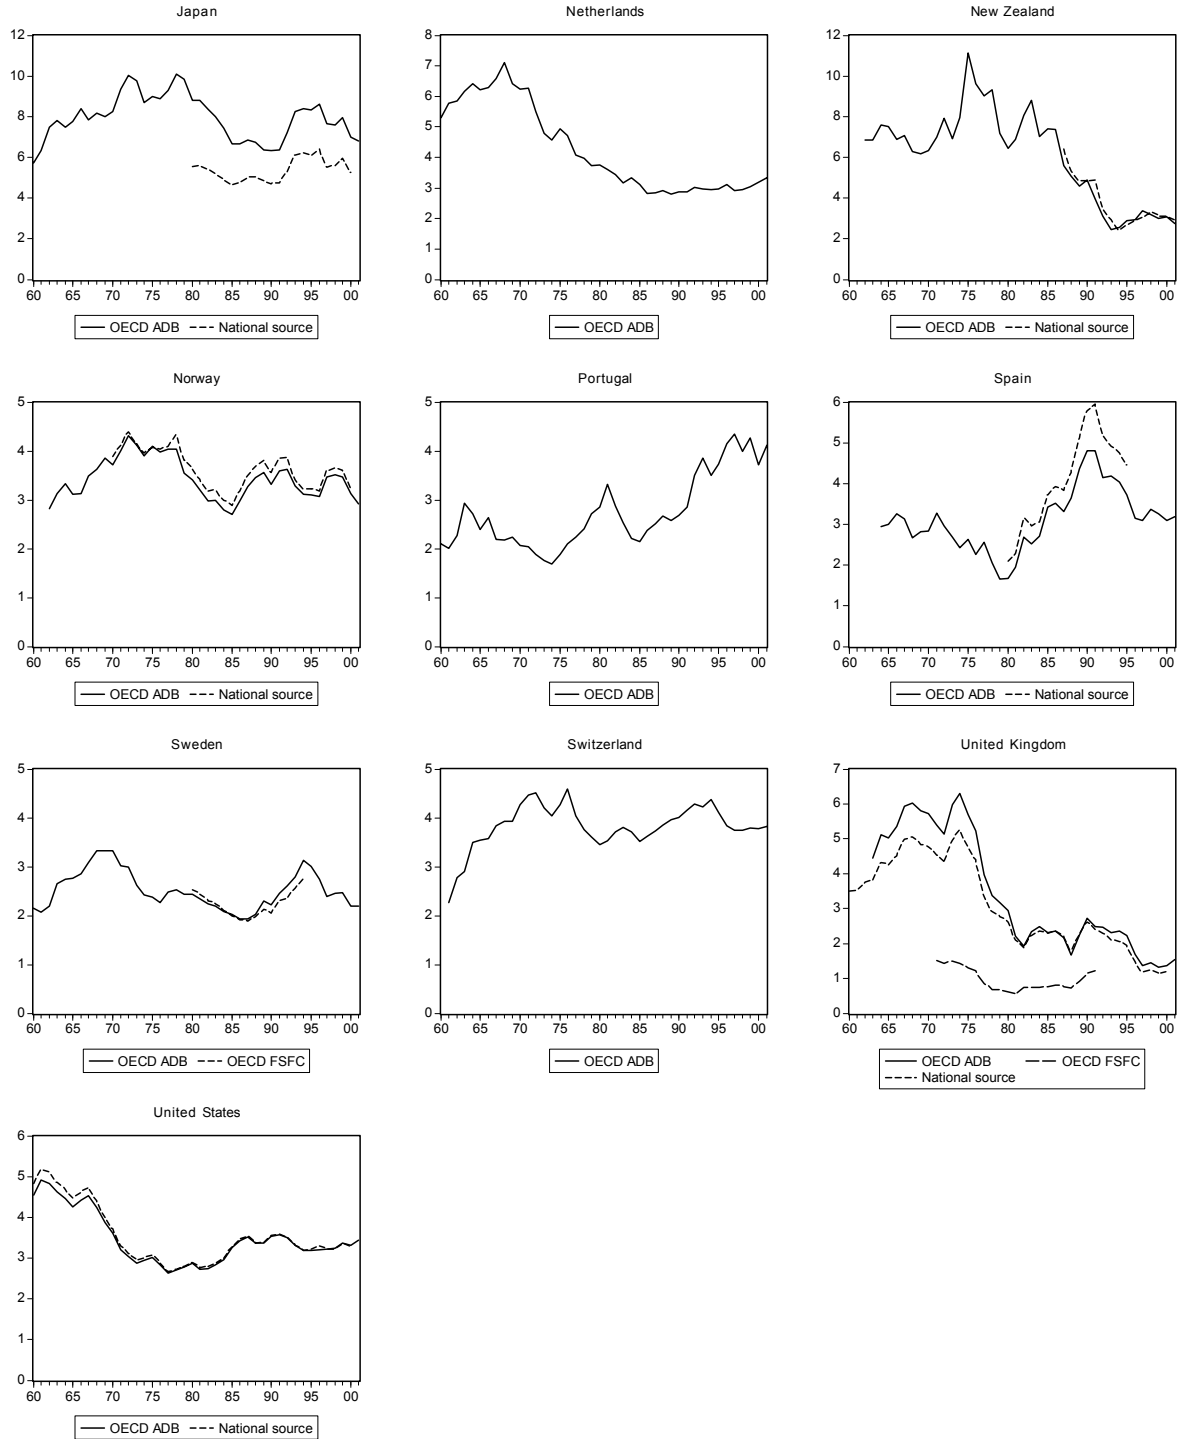 Japan
12
10
8
6
4
2
0
60 65 70 75 80 85 90 95 00
OECD ADB National source
Netherlands
8
7
6
5
4
3
2
1
0
60 65 70 75 80 85 90 95 00
OECD ADB
New Zealand
12
10
8
6
4
2
0
60 65 70 75 80 85 90 95 00
OECD ADB National source
Norway
5
4
3
2
1
0
60 65 70 75 80 85 90 95 00
OECD ADB National source
Portugal
5
4
3
2
1
0
60 65 70 75 80 85 90 95 00
OECD ADB
Spain
6
5
4
3
2
1
0
60 65 70 75 80 85 90 95 00
OECD ADB National source
Sweden
5
4
3
2
1
0
60 65 70 75 80 85 90 95 00
OECD ADB OECD FSFC
Switzerland
5
4
3
2
1
0
60 65 70 75 80 85 90 95 00
OECD ADB
United Kingdom
7
6
5
4
3
2
1
0
60 65 70 75 80 85 90 95 00
OECD ADB OECD FSFC
National source
United States
6
5
4
3
2
1
0
60 65 70 75 80 85 90 95 00
OECD ADB National source